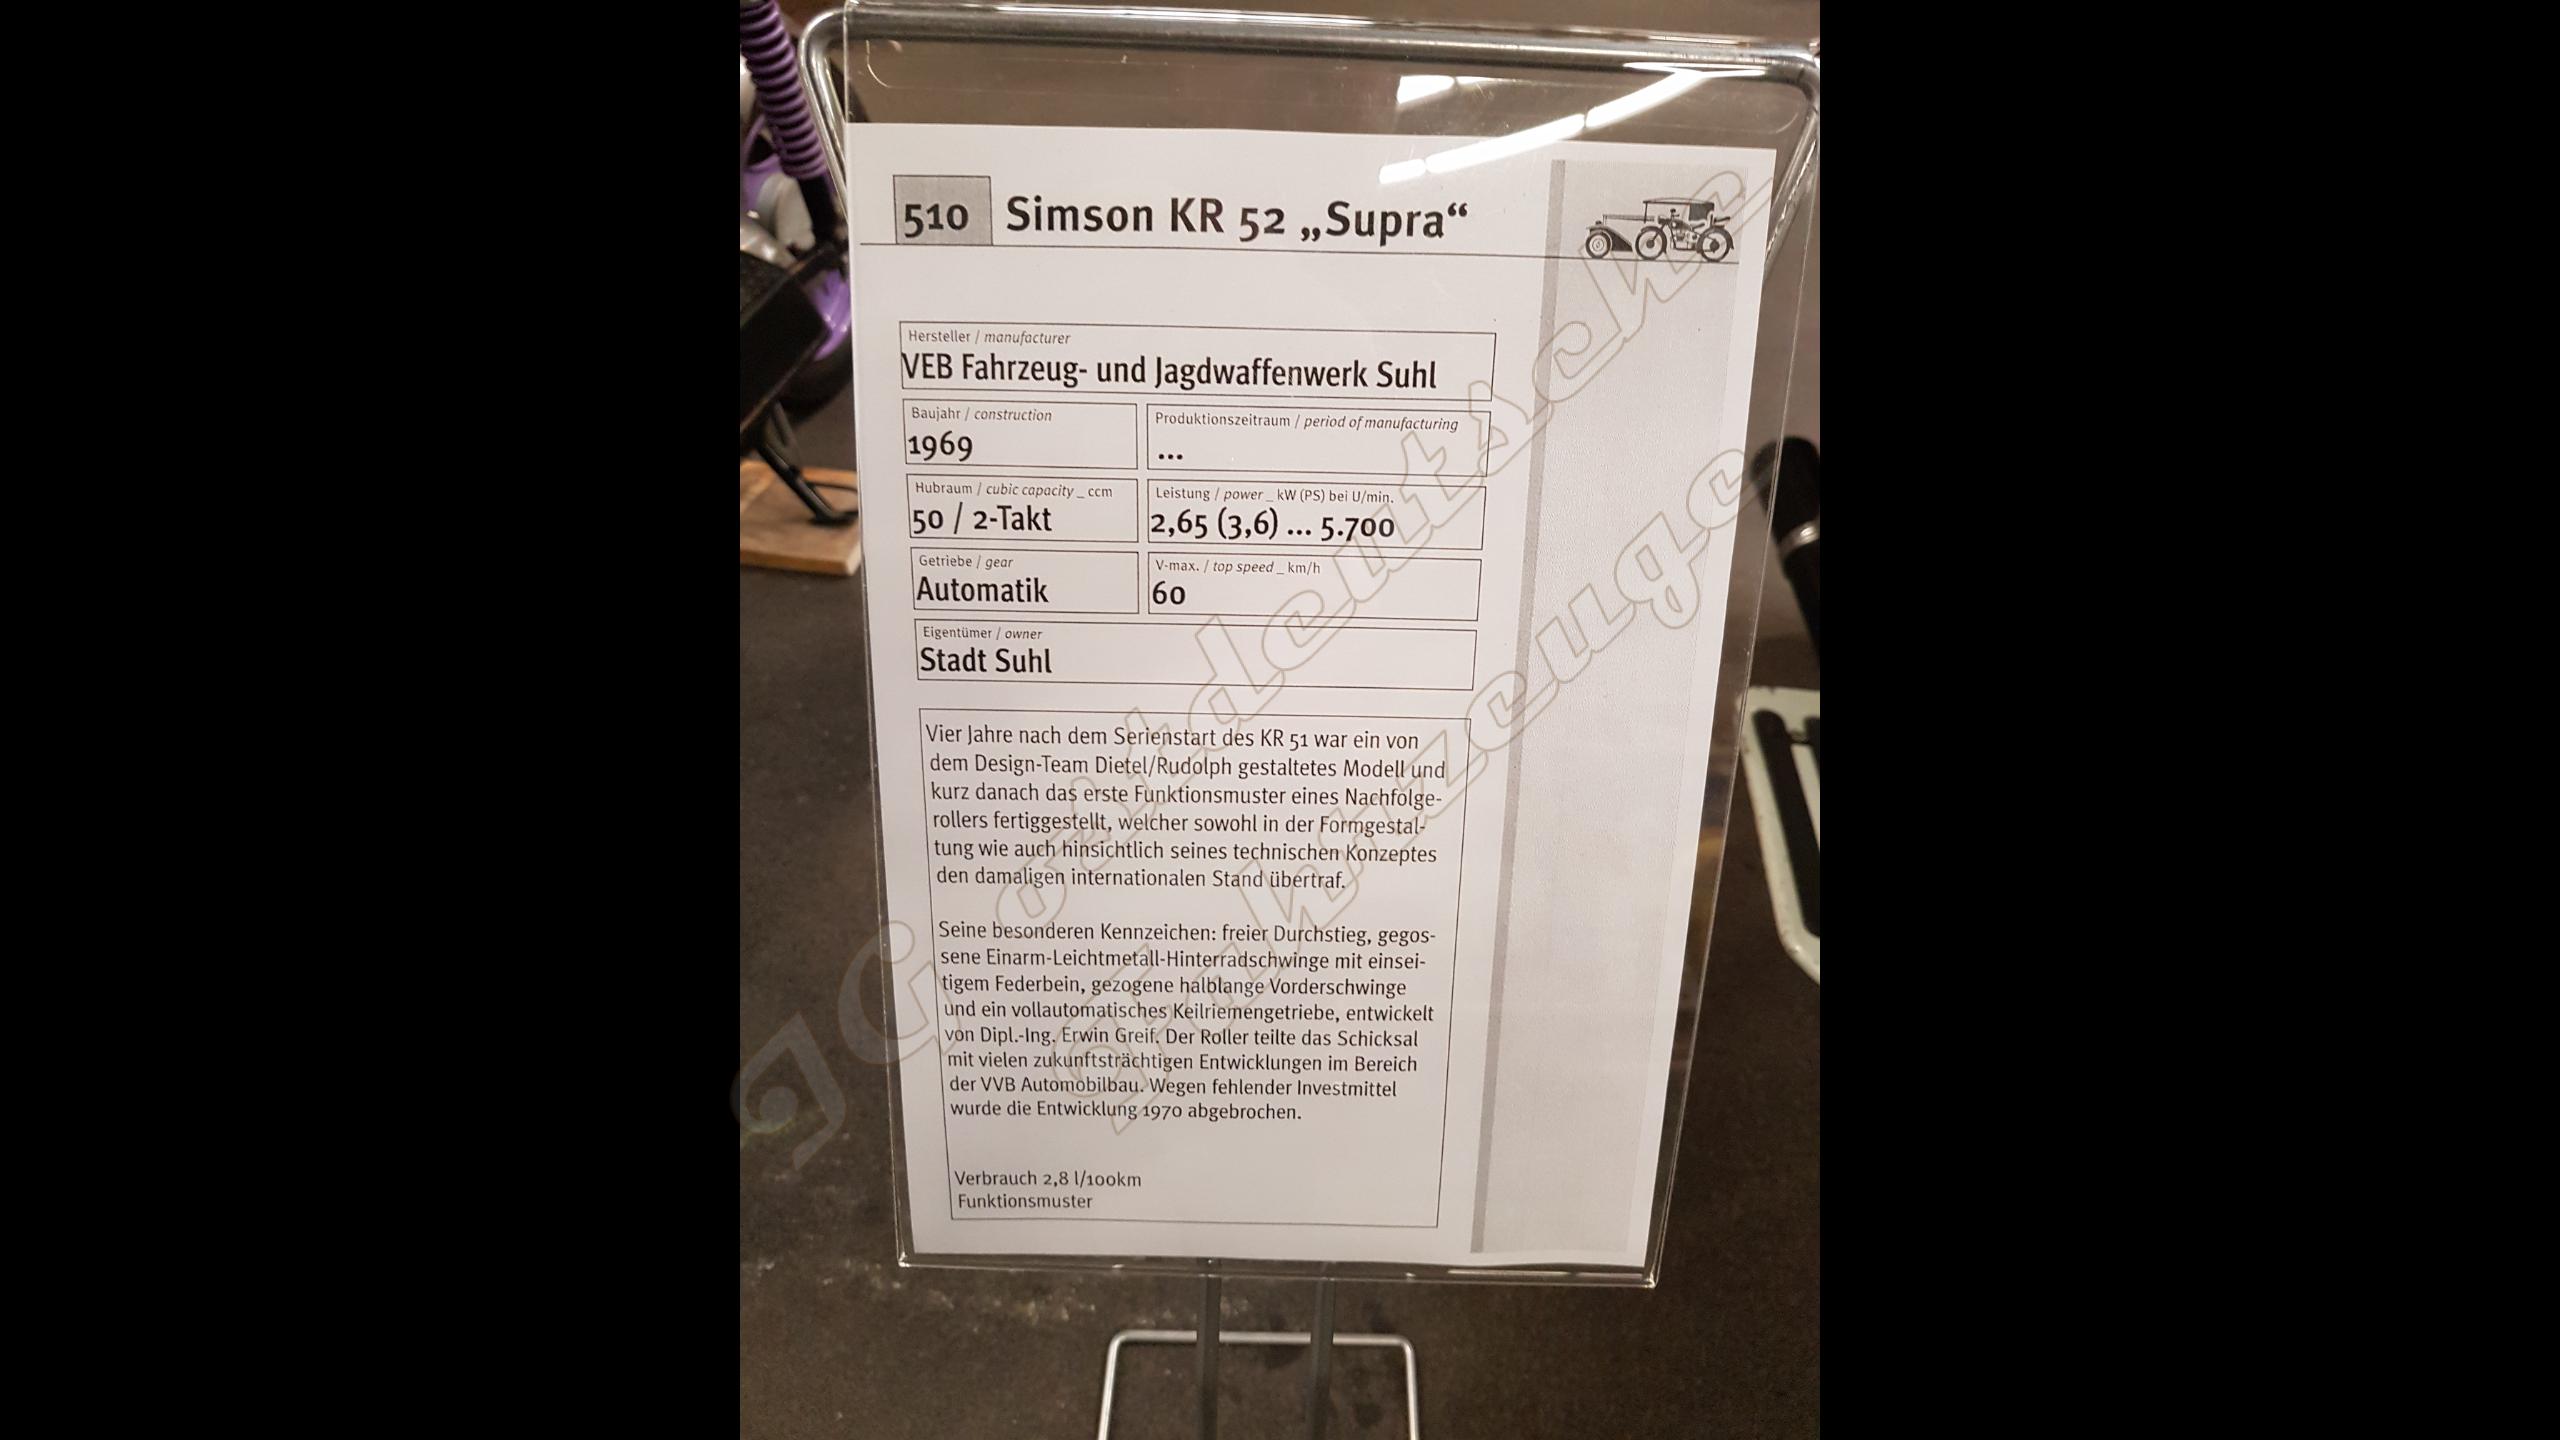 510 Simson KR 52 „Supra“
Hersteller / manufacturer
VEB Fahrzeug- und Jagdwaffenwerk Suhl
Baujahr / construction
1969
Produktionszeitraum / period of manufacturing
...
Hubraum / cubic capacity _ ccm
50 / 2-Takt
Leistung / power _ kW (PS) bei U/min.
2,65 (3,6) ... 5.700
Getriebe / gear
Automatik
V-max. / top speed _ km/h
60
Eigentümer / owner
Stadt Suhl
Vier Jahre nach dem Serienstart des KR 51 war ein von
dem Design-Team Dietel/Rudolph gestaltetes Modell und
kurz danach das erste Funktionsmuster eines Nachfolge-
rollers fertiggestellt, welcher sowohl in der Formgestal-
tung wie auch hinsichtlich seines technischen Konzeptes
den damaligen internationalen Stand übertraf.
Seine besonderen Kennzeichen: freier Durchstieg, gegos-
sene Einarm-Leichtmetall-Hinterradschwinge mit einsei-
tigem Federbein, gezogene halblange Vorderschwinge
und ein vollautomatisches Keilriemengetriebe, entwickelt
von Dipl.-Ing. Erwin Greif. Der Roller teilte das Schicksal
mit vielen zukunftsträchtigen Entwicklungen im Bereich
der VVB Automobilbau. Wegen fehlender Investmittel
wurde die Entwicklung 1970 abgebrochen.
Verbrauch 2,8 l/100km
Funktionsmuster
IG ostdeutsche
Fahrzeuge